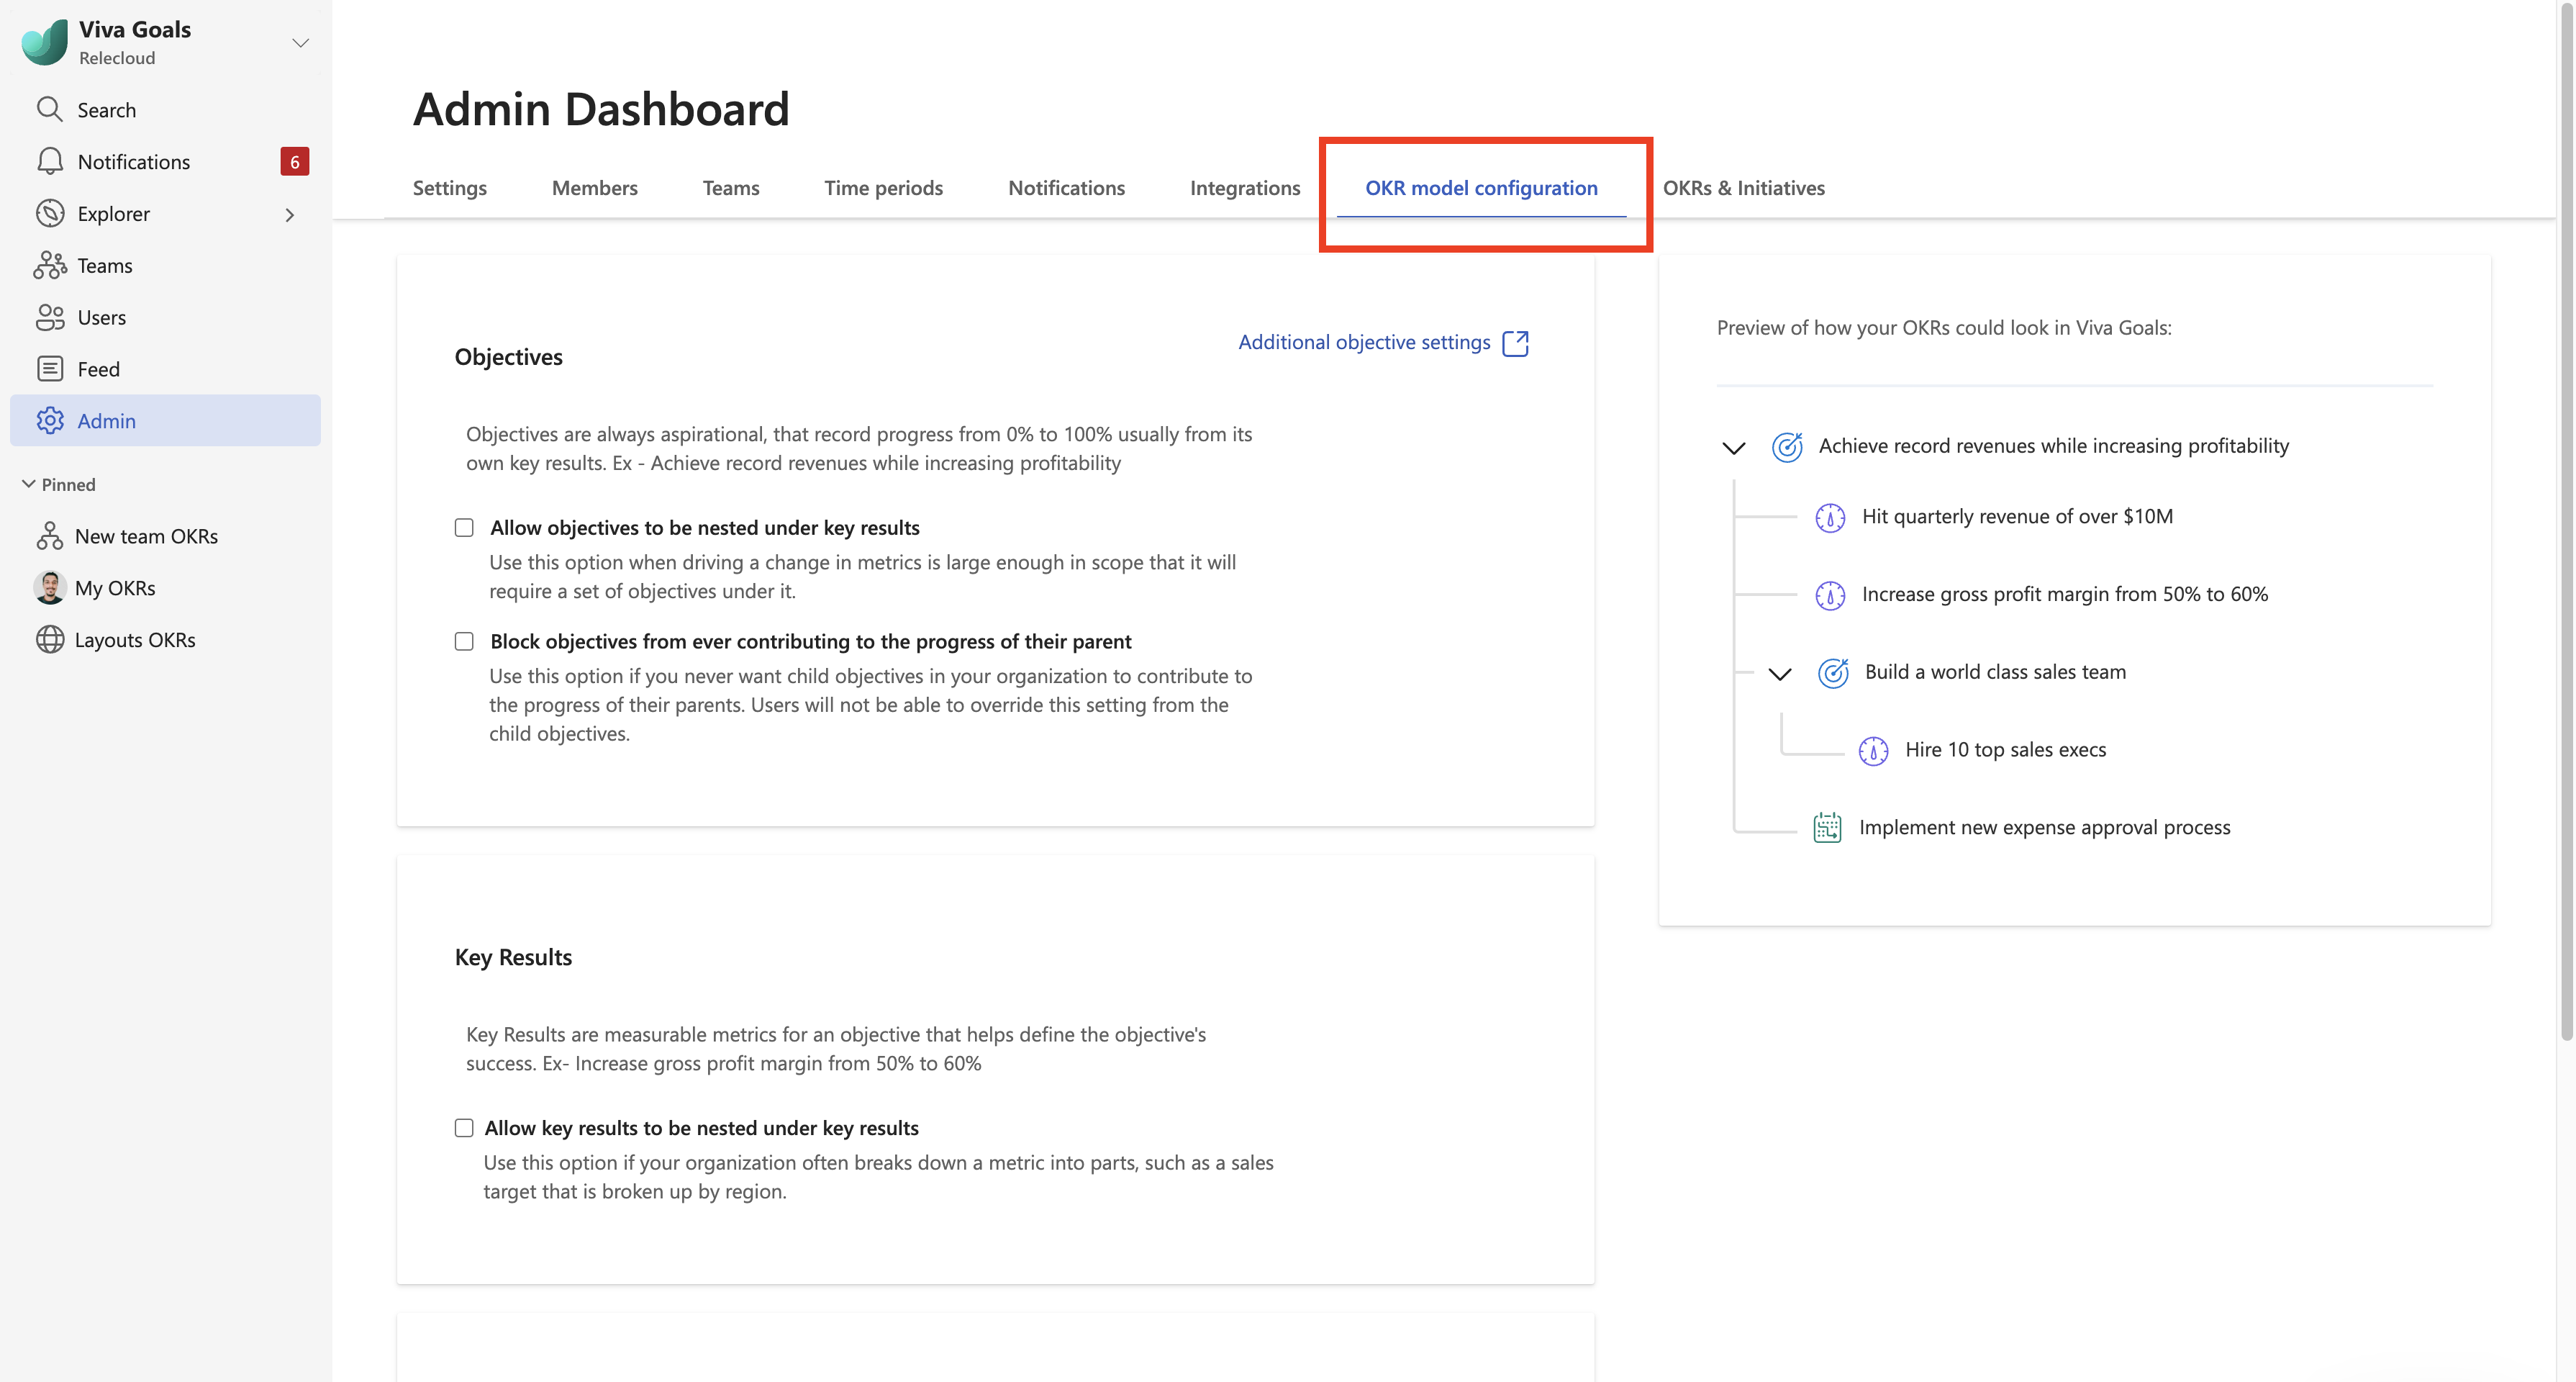 Viva Goals
Relecloud
Search
Notifications
6
Explorer
Teams
Users
Feed
Admin
Pinned
New team OKRs
My OKRs
Layouts OKRs
Admin Dashboard
Settings
Members
Teams
Time periods
Notifications
Integrations
OKR model configuration
OKRs & Initiatives
Objectives
Additional objective settings
Objectives are always aspirational, that record progress from 0% to 100% usually from its
own key results. Ex - Achieve record revenues while increasing profitability
Allow objectives to be nested under key results
Use this option when driving a change in metrics is large enough in scope that it will
require a set of objectives under it.
Block objectives from ever contributing to the progress of their parent
Use this option if you never want child objectives in your organization to contribute to
the progress of their parents. Users will not be able to override this setting from the
child objectives.
Key Results
Key Results are measurable metrics for an objective that helps define the objective's
success. Ex- Increase gross profit margin from 50% to 60%
Allow key results to be nested under key results
Use this option if your organization often breaks down a metric into parts, such as a sales
target that is broken up by region.
Preview of how your OKRs could look in Viva Goals:
Achieve record revenues while increasing profitability
Hit quarterly revenue of over $10M
Increase gross profit margin from 50% to 60%
Build a world class sales team
Hire 10 top sales execs
Implement new expense approval process